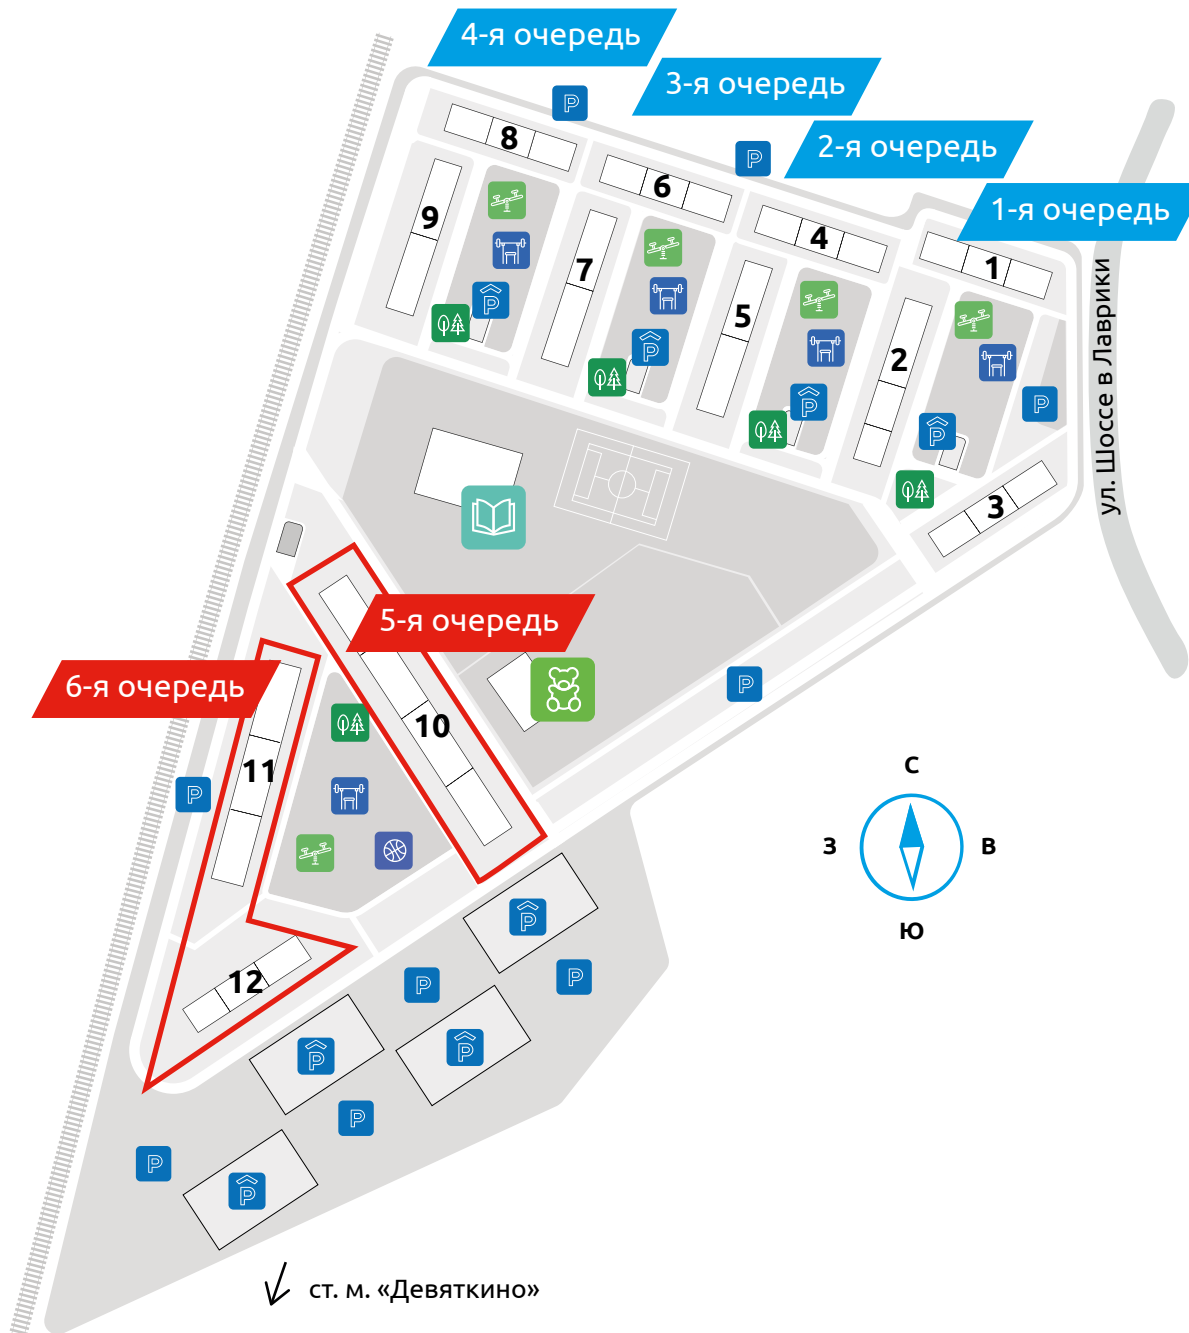 4-я очередь
3-я очередь
2-я очередь
1-я очередь
P
P
8
6
4
1
9
7
5
2
3
P
P
P
P
P
ул. Шоссе в Лаврики
5-я очередь
6-я очередь
10
11
12
P
P
С
З
В
Ю
P
P
P
P
P
P
P
P
ст. м. «Девяткино»